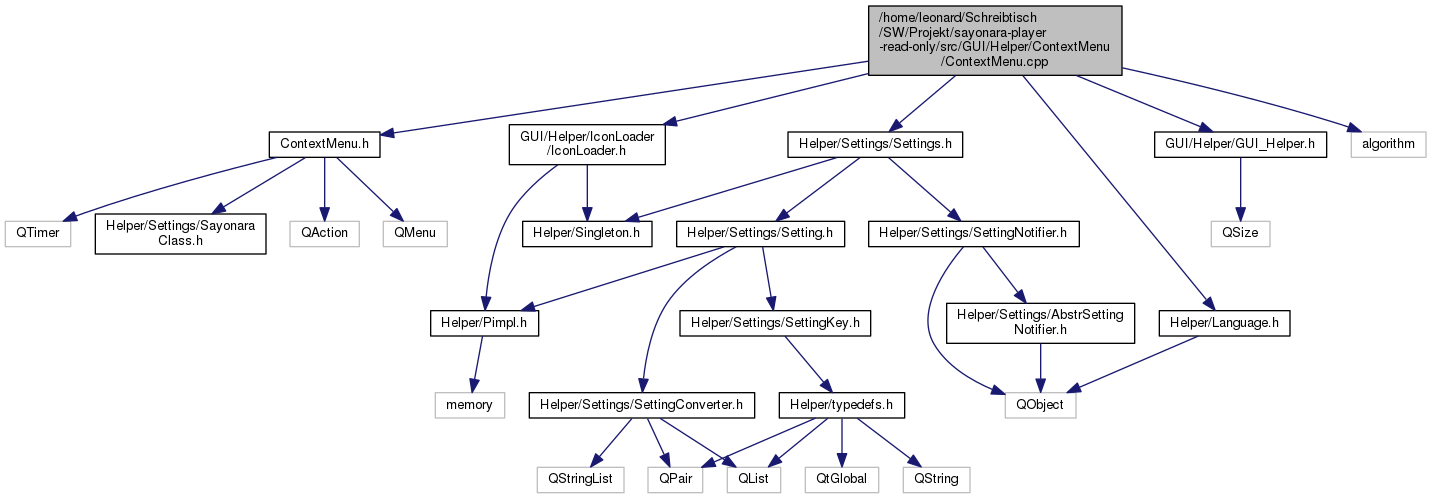 /home/leonard/Schreibtisch
/SW/Projekt/sayonara-player
-read-only/src/GUI/Helper/ContextMenu
/ContextMenu.cpp
ContextMenu.h
GUI/Helper/IconLoader
/IconLoader.h
Helper/Settings/Settings.h
GUI/Helper/GUI_Helper.h
algorithm
QTimer
Helper/Settings/Sayonara
Class.h
QAction
QMenu
Helper/Singleton.h
Helper/Settings/Setting.h
Helper/Settings/SettingNotifier.h
QSize
Helper/Pimpl.h
Helper/Settings/SettingKey.h
Helper/Settings/AbstrSetting
Notifier.h
Helper/Language.h
memory
Helper/Settings/SettingConverter.h
Helper/typedefs.h
QObject
QStringList
QPair
QList
QtGlobal
QString